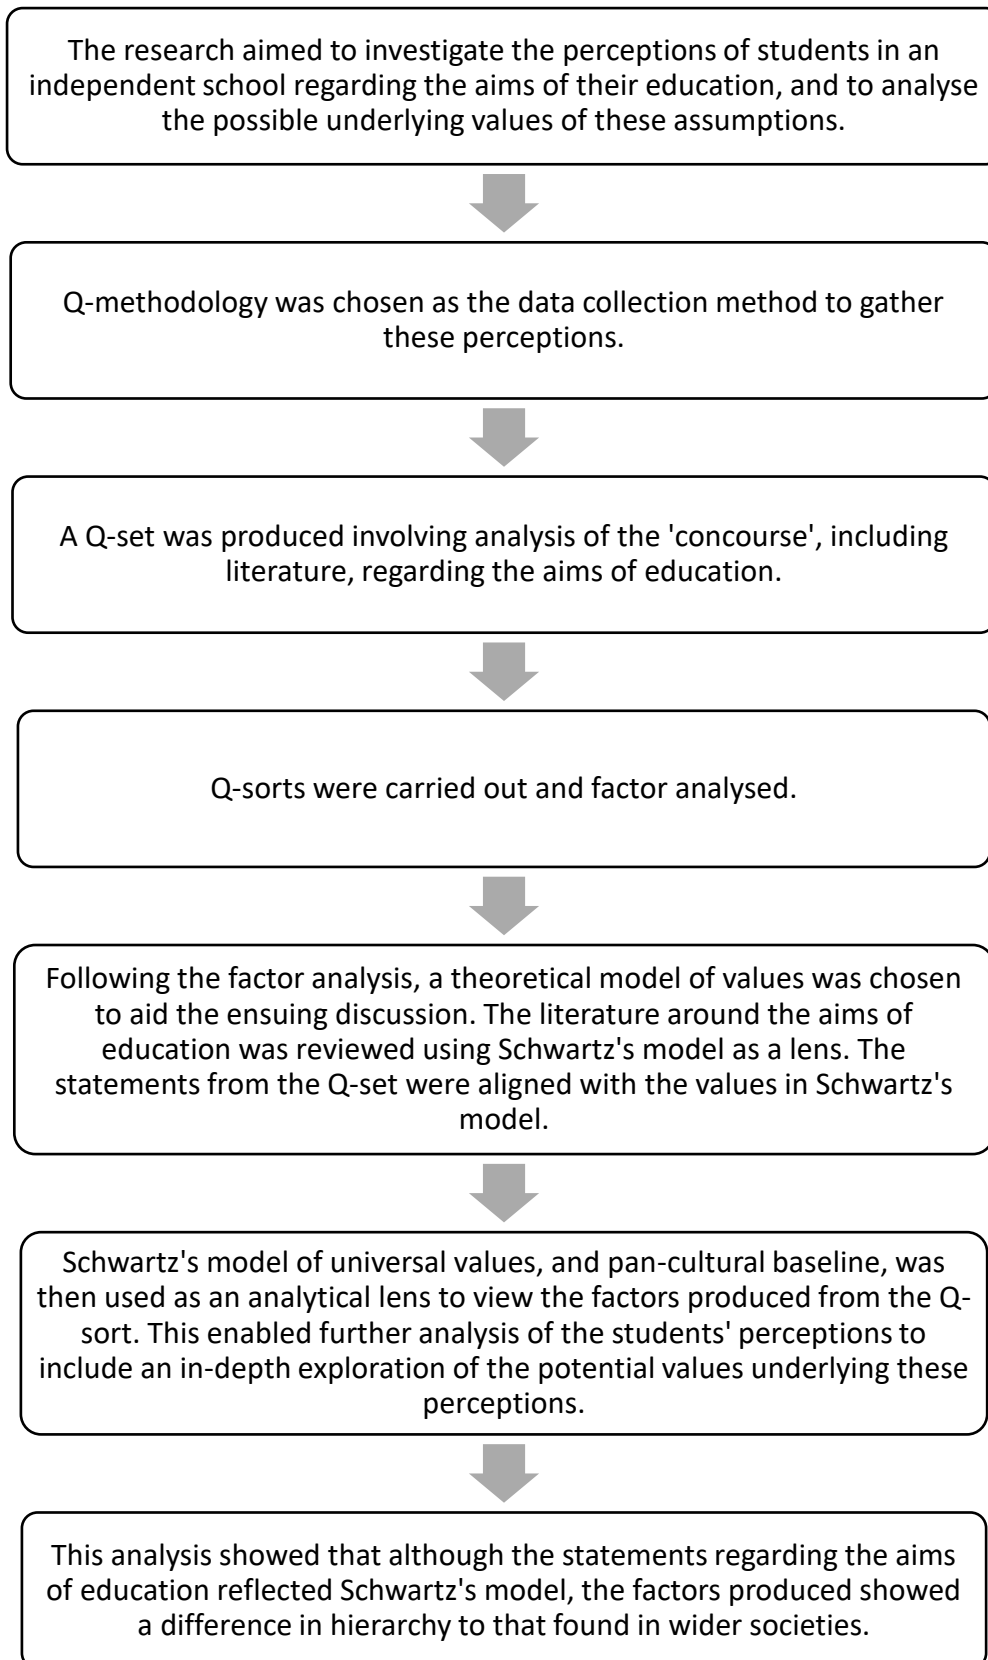 The research aimed to investigate the perceptions of students in an
independent school regarding the aims of their education, and to analyse
the possible underlying values of these assumptions.
Q-methodology was chosen as the data collection method to gather
these perceptions.
A Q-set was produced involving analysis of the 'concourse', including
literature, regarding the aims of education.
Q-sorts were carried out and factor analysed.
Following the factor analysis, a theoretical model of values was chosen
to aid the ensuing discussion. The literature around the aims of
education was reviewed using Schwartz's model as a lens. The
statements from the Q-set were aligned with the values in Schwartz's
model.
Schwartz's model of universal values, and pan-cultural baseline, was
then used as an analytical lens to view the factors produced from the Q-
sort. This enabled further analysis of the students' perceptions to
include an in-depth exploration of the potential values underlying these
perceptions.
This analysis showed that although the statements regarding the aims
of education reflected Schwartz's model, the factors produced showed
a difference in hierarchy to that found in wider societies.